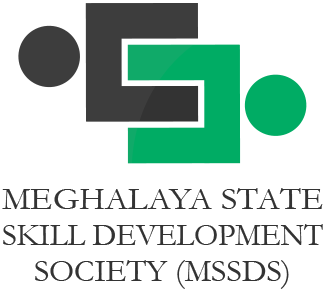 MEGHALAYA STATE
SKILL DEVELOPMENT
SOCIETY (MSSDS)